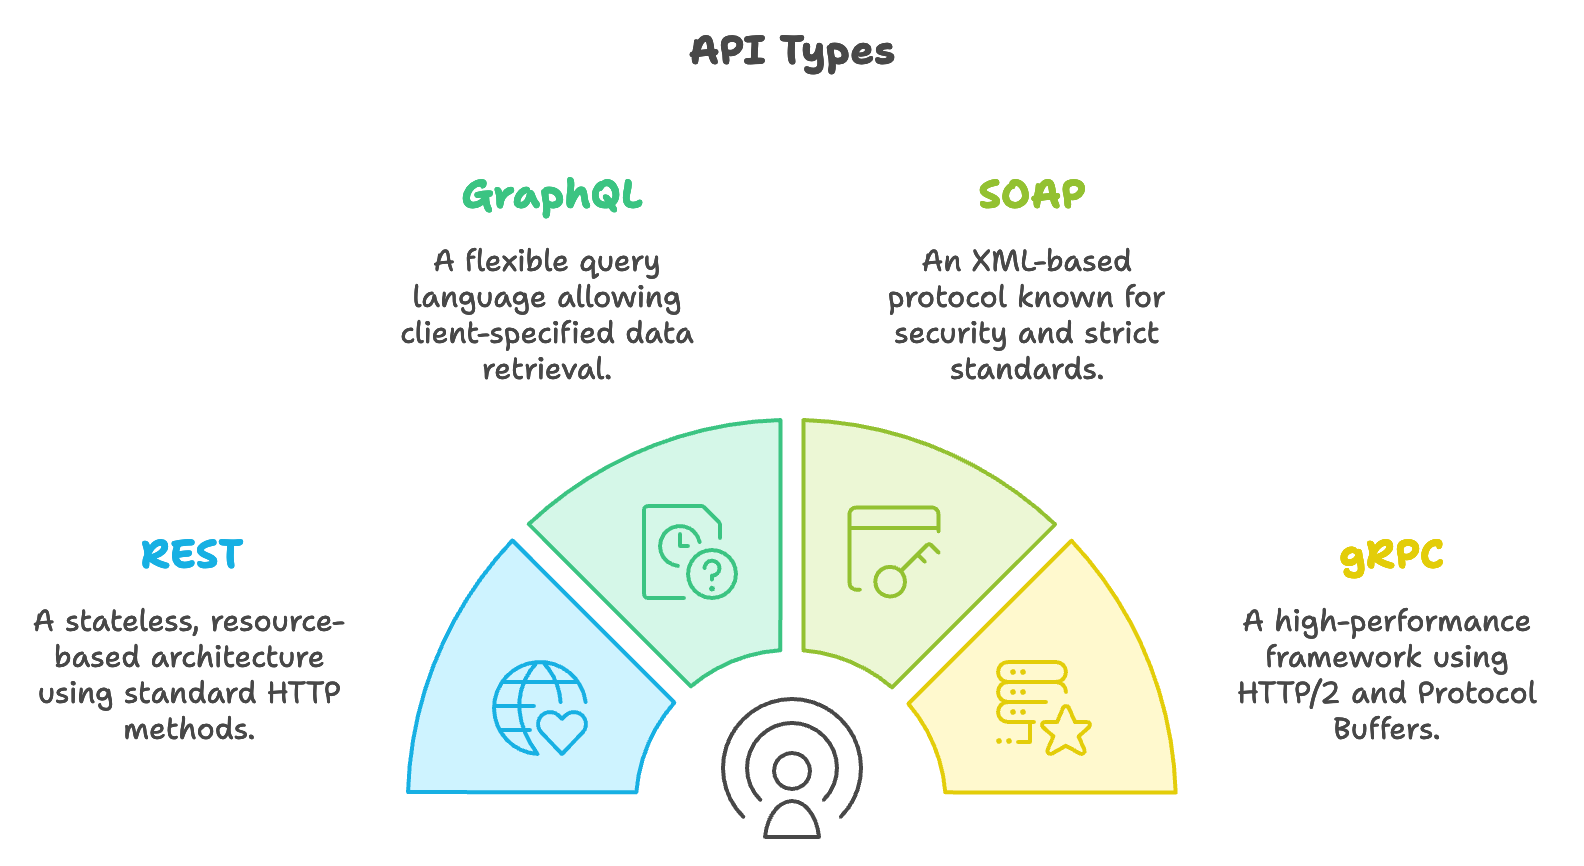 API Types
GraphQL
A flexible query
language allowing
client-specified data
retrieval.
SOAP
An XML-based
protocol known for
security and strict
standards.
REST
A stateless, resource-
based architecture
using standard HTTP
methods.
gRPC
A high-performance
framework using
HTTP/2 and Protocol
Buffers.
?